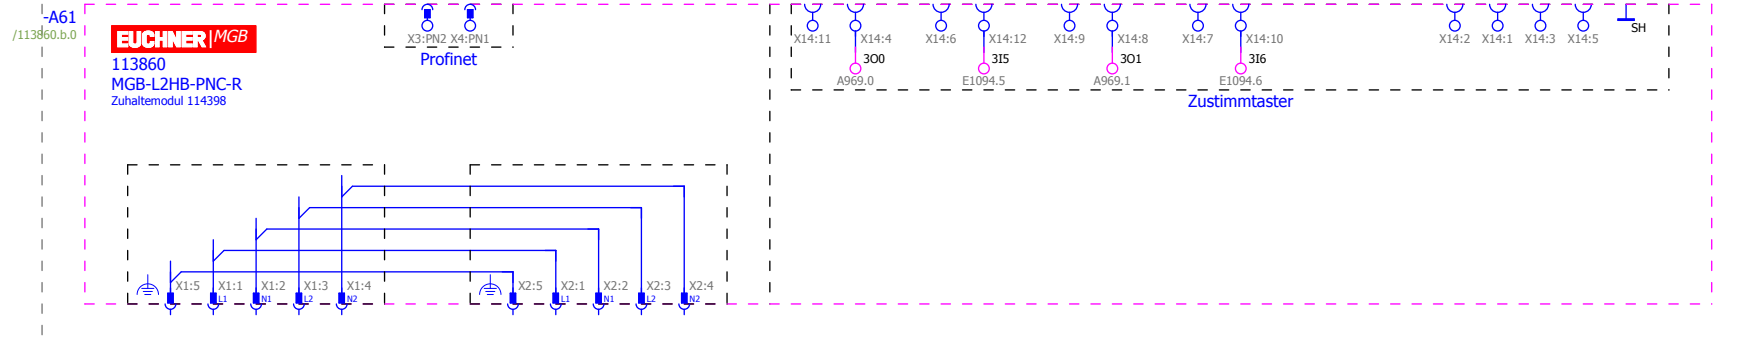 -A61
/113860.b.0
EUCHNER|MGB
113860
MGB-L2HB-PNC-R
Zuhaltemodul 114398
X3:PN2 X4:PN1
Profinet
X14:11 X14:4 X14:6 X14:12 X14:9 X14:8 X14:7 X14:10 X14:2 X14:1 X14:3 X14:5 SH
3O0 3I5 3O1 3I6
A969.0 E1094.5 A969.1 E1094.6
Zustimmtaster
X1:5 X1:1 X1:2 X1:3 X1:4 X2:5 X2:1 X2:2 X2:3 X2:4
L1 N1 L2 N2 L1 N1 L2 N2